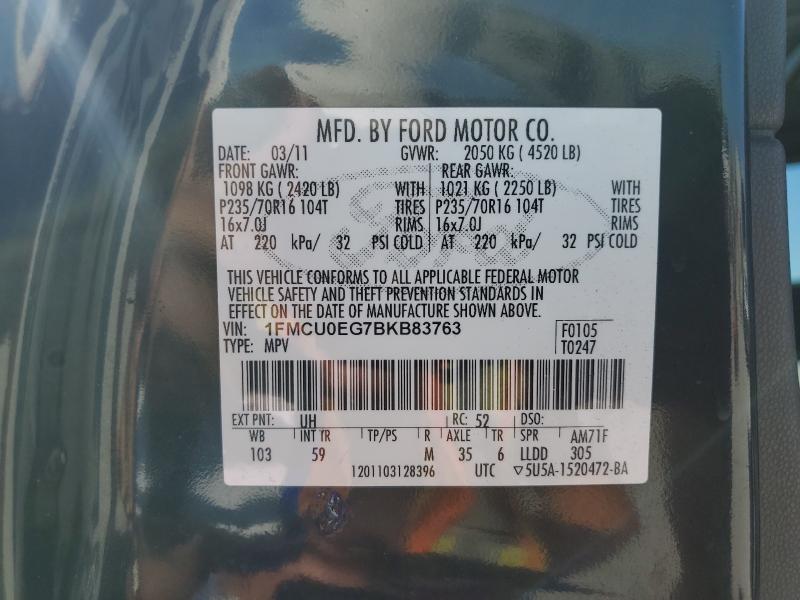 MFD. BY FORD MOTOR CO.
DATE: 03/11 GVWR: 2050 KG ( 4520 LB)
FRONT GAWR: REAR GAWR:
1098 KG ( 2420 LB) WITH 1021 KG ( 2250 LB) WITH
P235/70R16 104T TIRES P235/70R16 104T TIRES
16x7.0J RIMS 16x7.0J RIMS
AT 220 kPa/ 32 PSI COLD AT 220 kPa/ 32 PSI COLD
THIS VEHICLE CONFORMS TO ALL APPLICABLE FEDERAL MOTOR
VEHICLE SAFETY AND THEFT PREVENTION STANDARDS IN
EFFECT ON THE DATE OF MANUFACTURE SHOWN ABOVE.
VIN: 1FMCU0EG7BKB83763 F0105
TYPE: MPV T0247
EXT PNT: UH RC: 52 DSO:
WB INT TR TP/PS R AXLE TR SPR AM71F
103 59 M 35 6 LLDD 305
1201103128396 UTC ▽5U5A-1520472-BA